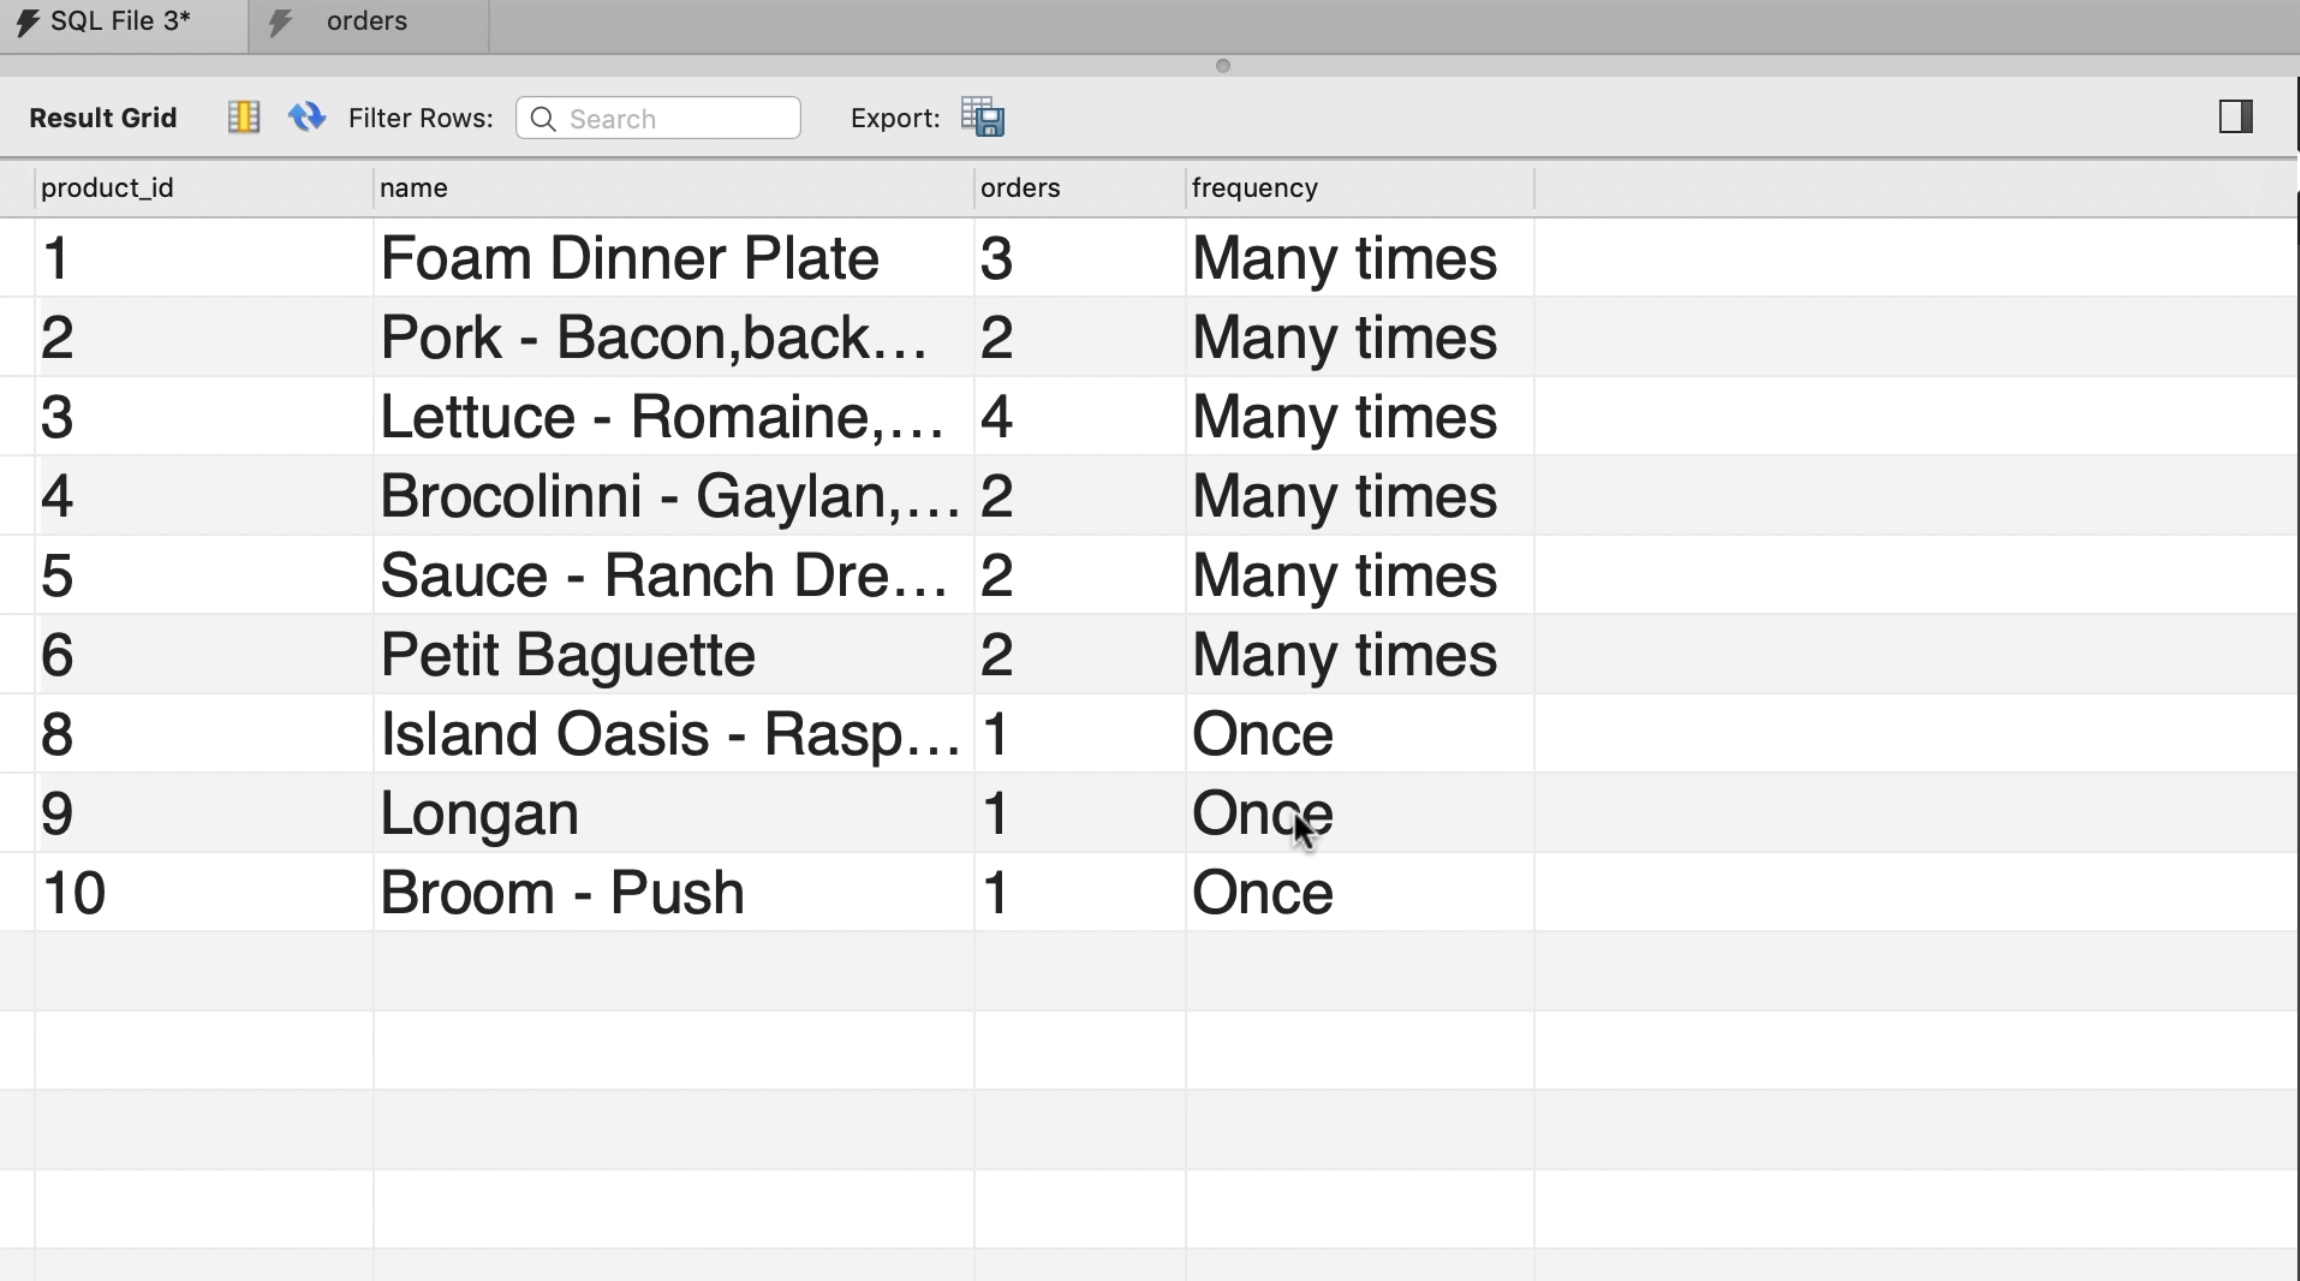 SQL File 3* orders
Result Grid Filter Rows: Search Export:
product_id name orders frequency
1 Foam Dinner Plate 3 Many times
2 Pork - Bacon,back... 2 Many times
3 Lettuce - Romaine,... 4 Many times
4 Brocolinni - Gaylan,... 2 Many times
5 Sauce - Ranch Dre... 2 Many times
6 Petit Baguette 2 Many times
8 Island Oasis - Rasp... 1 Once
9 Longan 1 Once
10 Broom - Push 1 Once